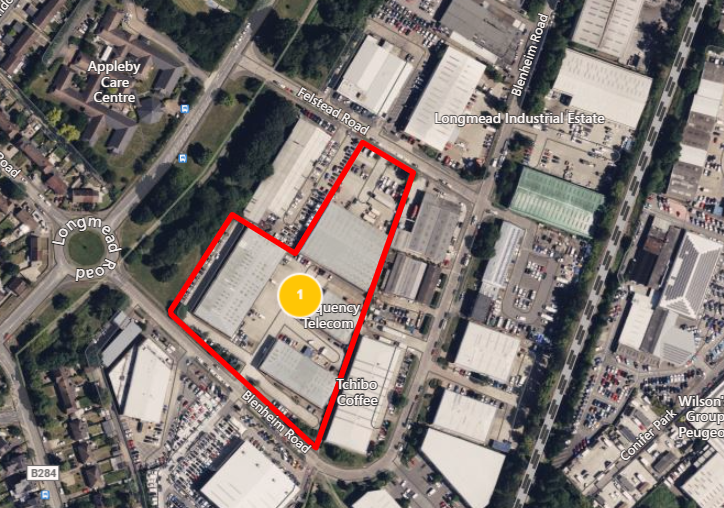 Appleby
Care
Centre
Felstead Road
Blenheim Road
Longmead Industrial Estate
Road
Longmead
Road
1
quency
Telecom
Tchibo
Coffee
Blenheim Road
B284
Wilson'
Group
Peugeo
Conifer Park